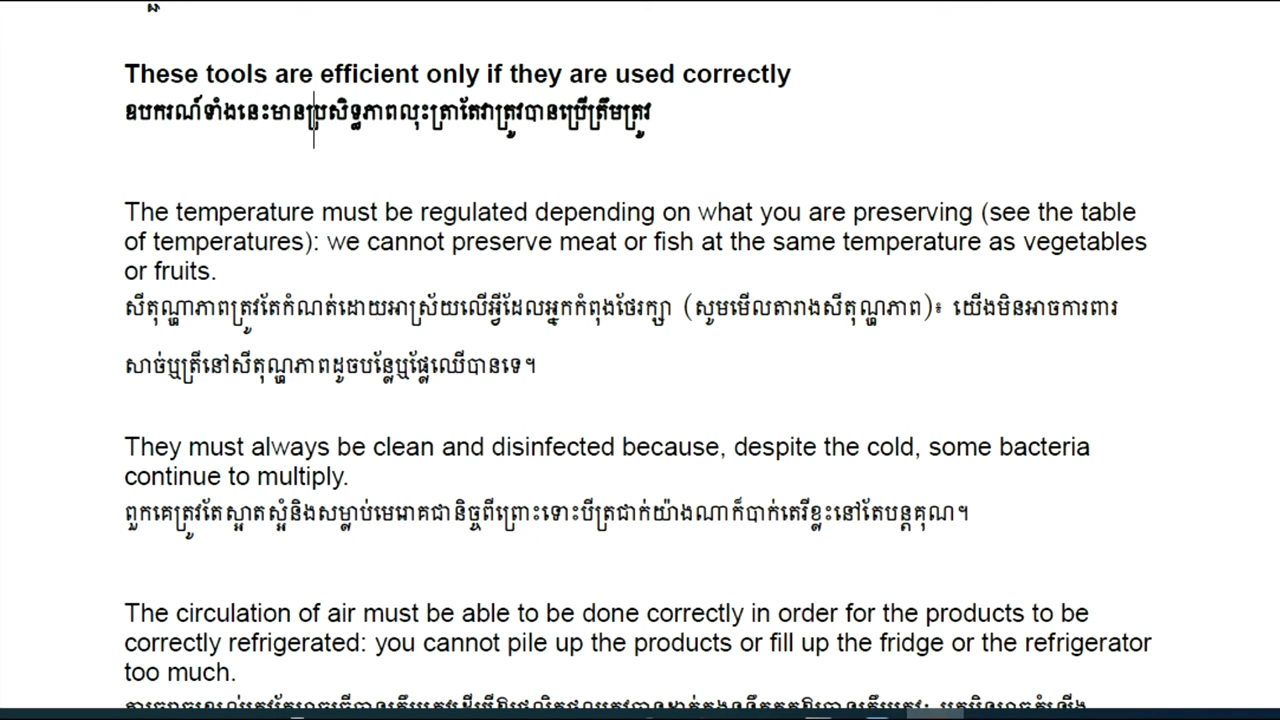 These tools are efficient only if they are used correctly
ឧបករណ៍ទាំងនេះមានប្រសិទ្ធភាពលុះត្រាតែវាត្រូវបានប្រើត្រឹមត្រូវ
The temperature must be regulated depending on what you are preserving (see the table
of temperatures): we cannot preserve meat or fish at the same temperature as vegetables
or fruits.
សីតុណ្ហាភាពត្រូវតែកំណត់ដោយអាស្រ័យលើអ្វីដែលអ្នកកំពុងថែរក្សា (សូមមើលតារាងសីតុណ្ហភាព)៖ យើងមិនអាចការពារ
សាច់ឬត្រីនៅសីតុណ្ហភាពដូចបន្លែឬផ្លែឈើបានទេ។
They must always be clean and disinfected because, despite the cold, some bacteria
continue to multiply.
ពួកគេត្រូវតែស្អាតស្អំនិងសម្លាប់មេរោគជានិច្ចពីព្រោះទោះបីត្រជាក់យ៉ាងណាក៏បាក់តេរីខ្លះនៅតែបន្តគុណ។
The circulation of air must be able to be done correctly in order for the products to be
correctly refrigerated: you cannot pile up the products or fill up the fridge or the refrigerator
too much.